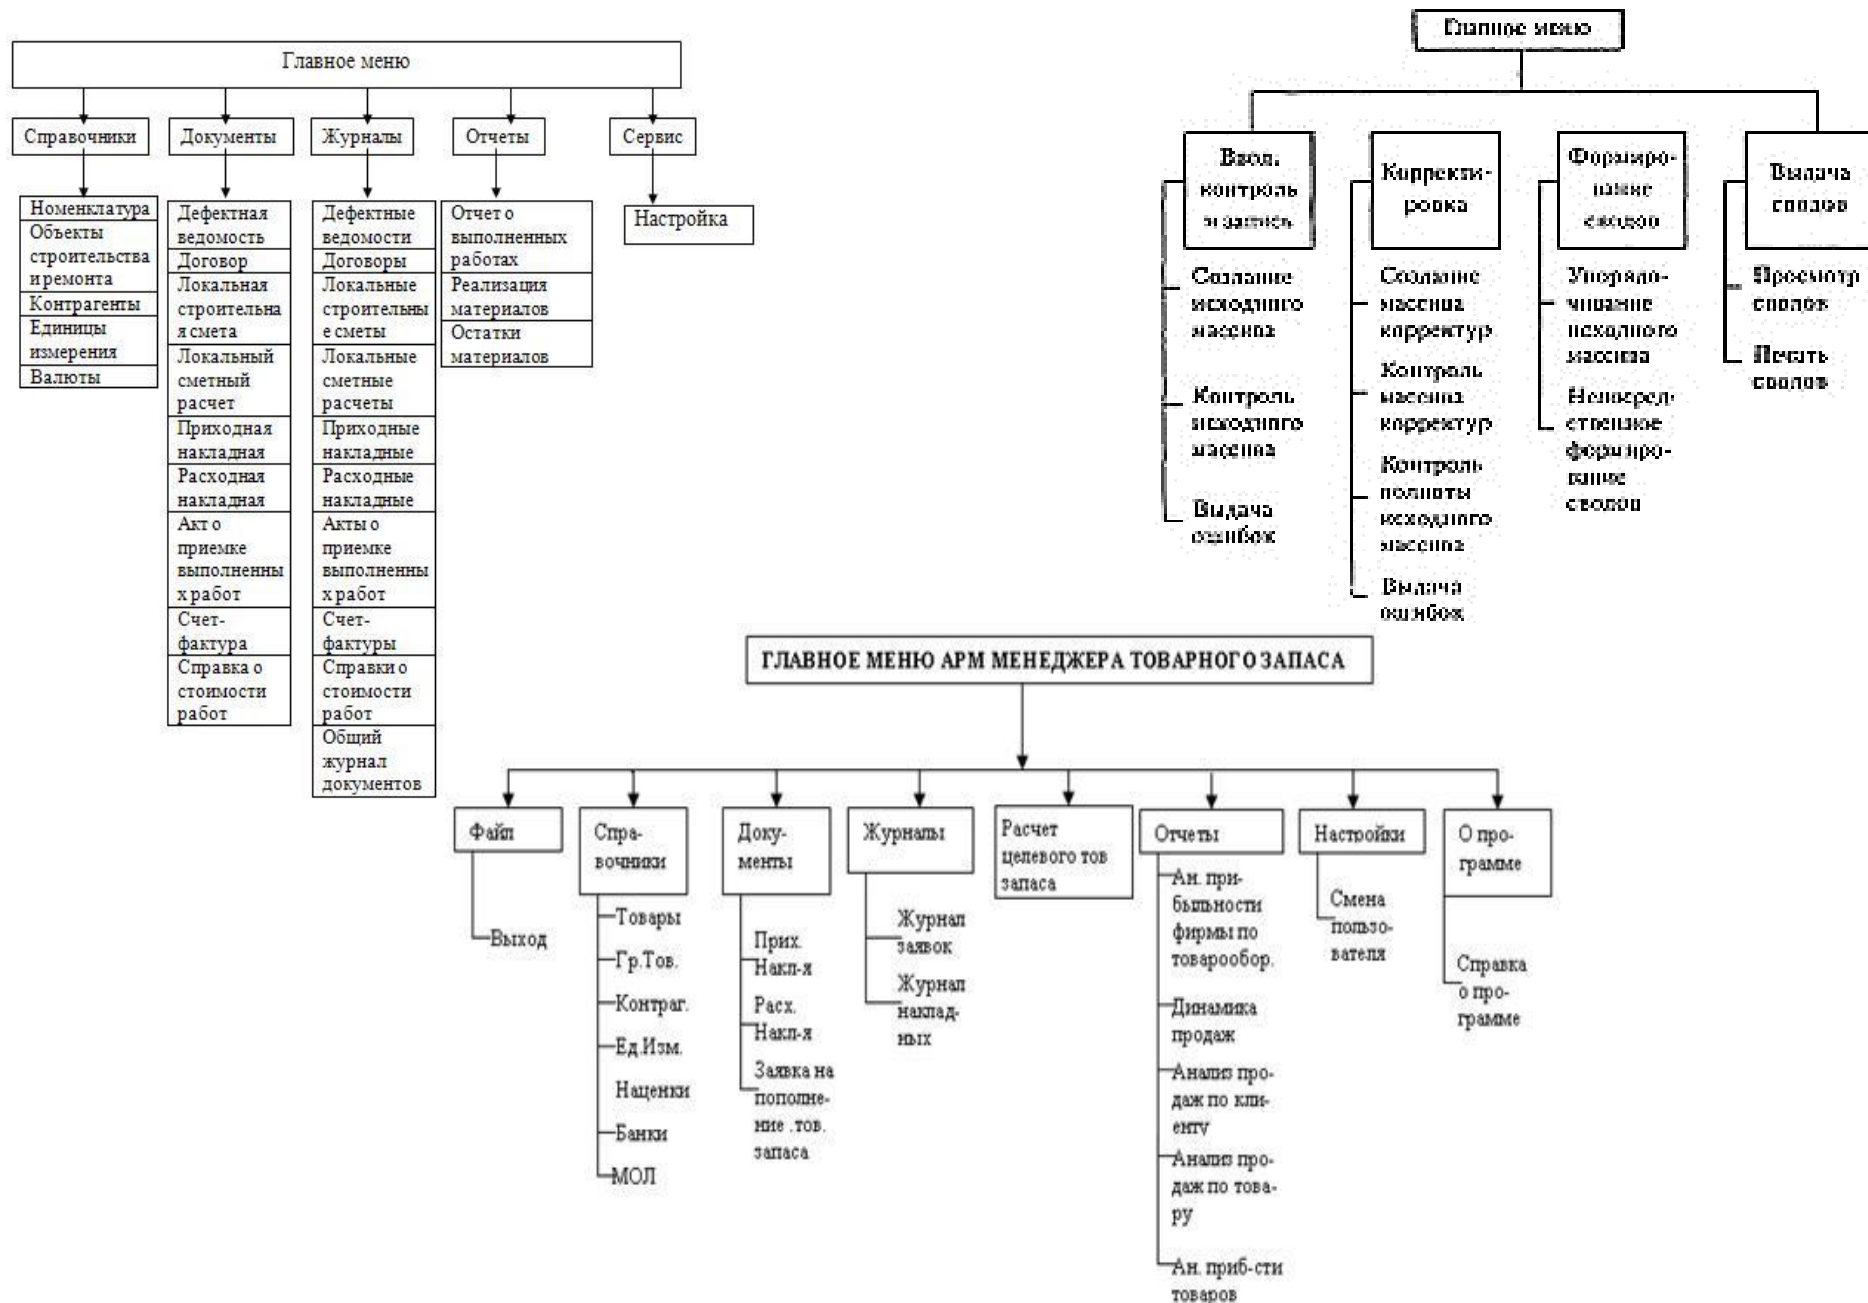 Главное меню
Справочники
Документы
Журналы
Отчеты
Сервис
Номенклатура
Объекты
строительства
и ремонта
Контрагенты
Единицы
измерения
Валюты
Дефектная
ведомость
Договор
Локальная
строительна
я смета
Локальный
сметный
расчет
Приходная
накладная
Расходная
накладная
Акт о
приемке
выполненны
х работ
Счет-
фактура
Справка о
стоимости
работ
Дефектные
ведомости
Договоры
Локальные
строительны
е сметы
Локальные
сметные
расчеты
Приходные
накладные
Расходные
накладные
Акты о
приемке
выполненны
х работ
Счет-
фактуры
Справки о
стоимости
работ
Общий
журнал
документов
Отчет о
выполненных
работах
Реализация
материалов
Остатки
материалов
Настройка
Главное меню
Ввод,
контроль
и запись
Создание
исходного
массива
Контроль
исходного
массива
Выдача
ошибок
Корректи-
ровка
Создание
массива
корректур
Контроль
массива
корректур
Контроль
полноты
исходного
массива
Выдача
ошибок
Формиро-
вание
сводов
Упорядо-
чивание
исходного
массива
Непосред-
ственное
формиро-
вание
сводов
Выдача
сводов
Просмотр
сводов
Печать
сводов
ГЛАВНОЕ МЕНЮ АРМ МЕНЕДЖЕРА ТОВАРНОГО ЗАПАСА
Файл
Выход
Спра-
вочники
Товары
Гр.Тов.
Контраг.
Ед.Изм.
Наценки
Банки
МОЛ
Доку-
менты
Прих.
Накл-я
Расх.
Накл-я
Заявка на
пополне-
ние .тов.
запаса
Журналы
Журнал
заявок
Журнал
наклад-
ных
Расчет
целевого тов
запаса
Отчеты
Ан. при-
быльности
фирмы по
товарообор.
Динамика
продаж
Анализ про-
даж по кли-
енту
Анализ про-
даж по това-
ру
Ан. приб-сти
товаров
Настройки
Смена
пользо-
вателя
О про-
грамме
Справка
о про-
грамме